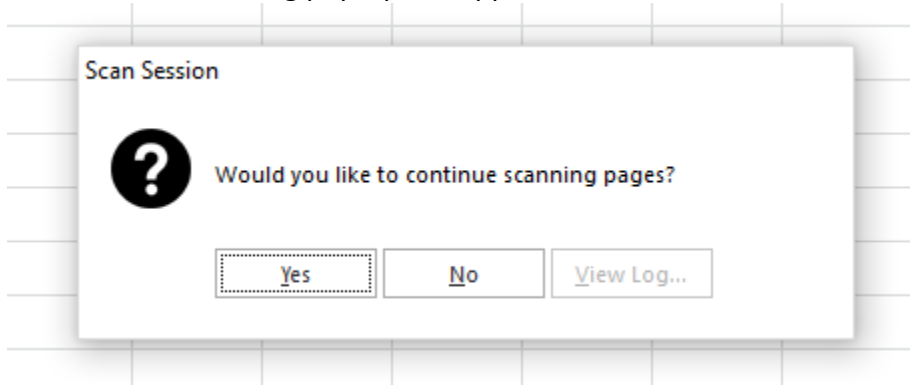 Scan Session
Would you like to continue scanning pages?
Yes
No
View Log...